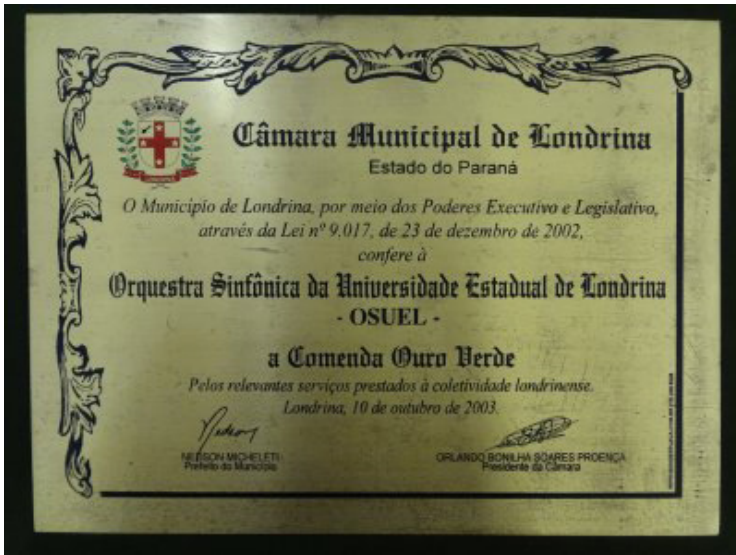 Câmara Municipal de Londrina
Estado do Paraná
LONDRINA
O Município de Londrina, por meio dos Poderes Executivo e Legislativo,
através da Lei nº 9.017, de 23 de dezembro de 2002,
confere à
Orquestra Sinfônica da Universidade Estadual de Londrina
- OSUEL -
a Comenda Ouro Verde
Pelos relevantes serviços prestados à coletividade londrinense.
Londrina, 10 de outubro de 2003.
NEDSON MICHELETI
Prefeito do Município
ORLANDO BONILHA SOARES PROENÇA
Presidente da Câmara